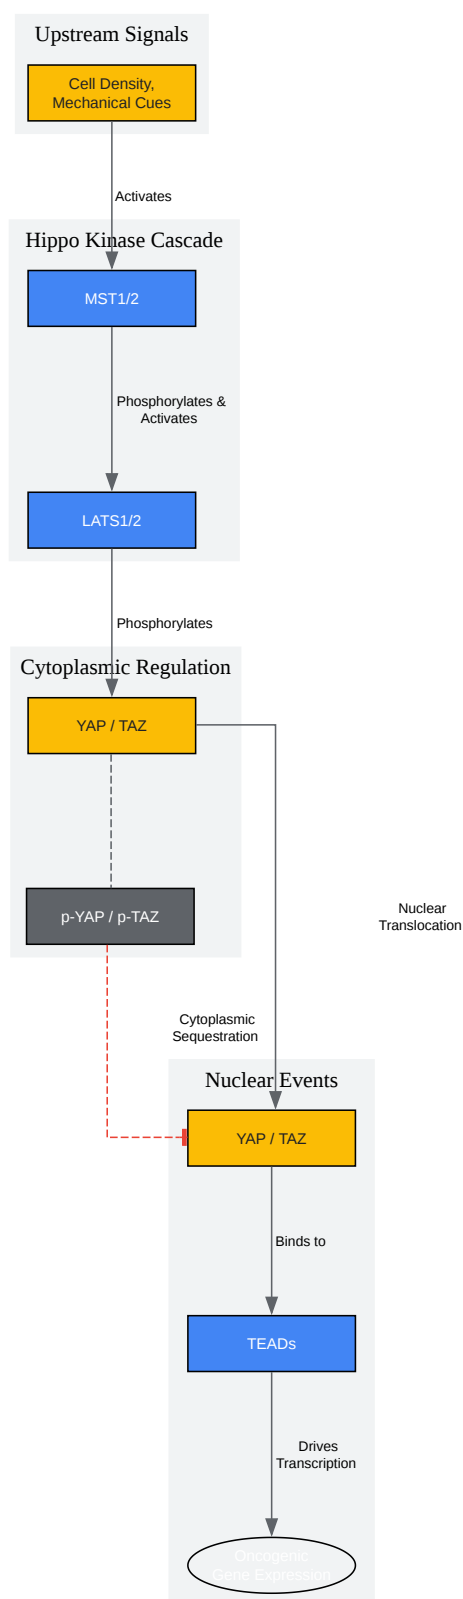 Upstream Signals
Cell Density,
Mechanical Cues
Activates
Hippo Kinase Cascade
MST1/2
Phosphorylates &
Activates
LATS1/2
Phosphorylates
Cytoplasmic Regulation
YAP / TAZ
p-YAP / p-TAZ
Nuclear
Translocation
Cytoplasmic
Sequestration
Nuclear Events
YAP / TAZ
Binds to
TEADs
Drives
Transcription
Oncogenic
Gene Expression